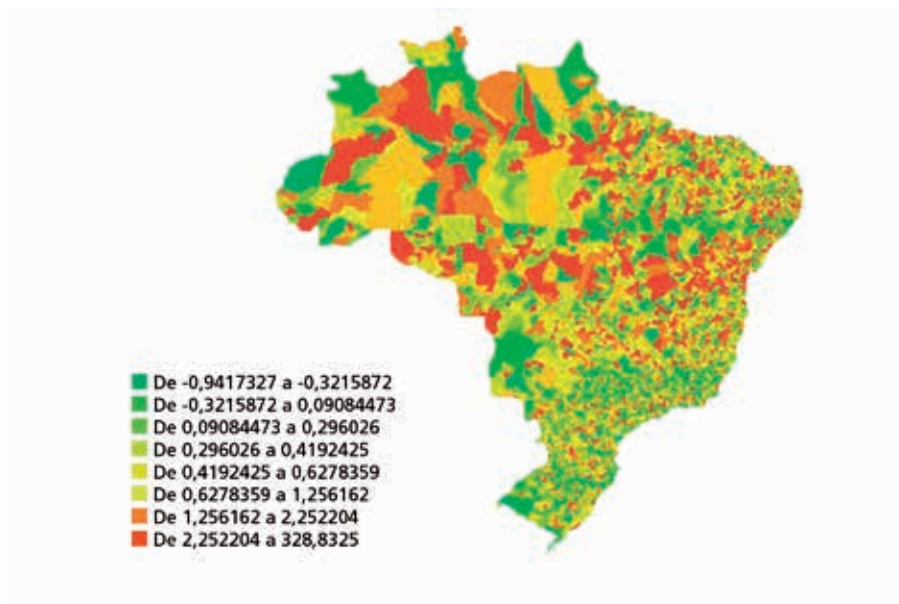 De -0,9417327 a -0,3215872
De -0,3215872 a 0,09084473
De 0,09084473 a 0,296026
De 0,296026 a 0,4192425
De 0,4192425 a 0,6278359
De 0,6278359 a 1,256162
De 1,256162 a 2,252204
De 2,252204 a 328,8325